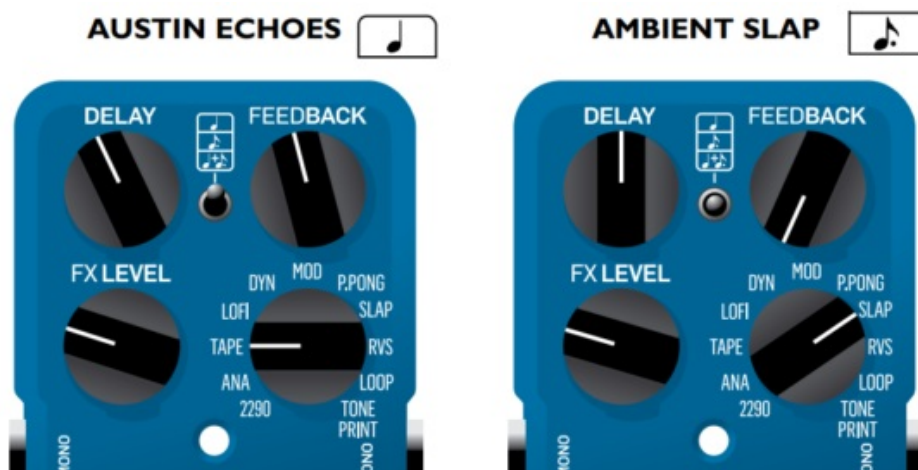 AUSTIN ECHOES
DELAY
FEEDBACK
FX LEVEL
MOD
DYN
P.PONG
LOFI
SLAP
TAPE
RVS
ANA
LOOP
2290
TONE
PRINT
MONO
MONO
AMBIENT SLAP
DELAY
FEEDBACK
FX LEVEL
MOD
DYN
P.PONG
LOFI
SLAP
TAPE
RVS
ANA
LOOP
2290
TONE
PRINT
MONO
MONO